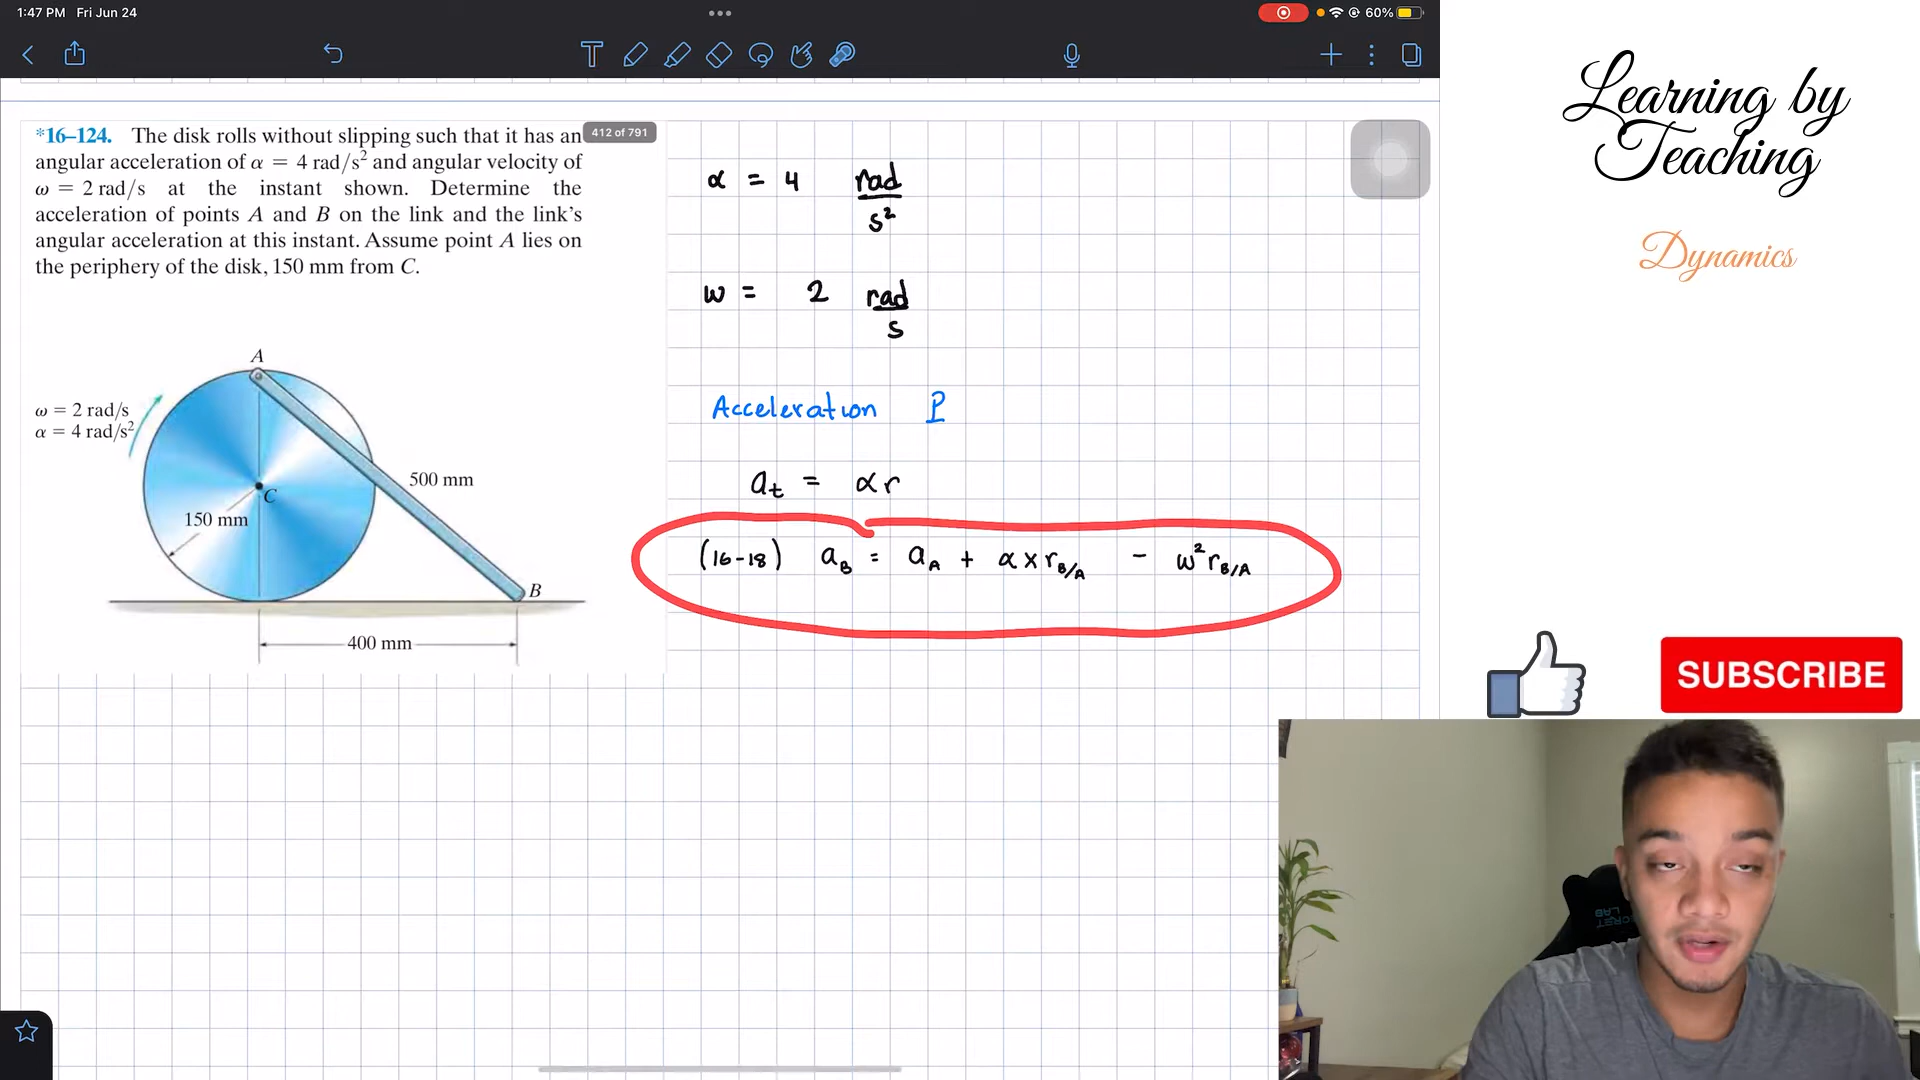 1:47 PM Fri Jun 24
60%
*16–124. The disk rolls without slipping such that it has an
angular acceleration of α = 4 rad/s² and angular velocity of
ω = 2 rad/s at the instant shown. Determine the
acceleration of points A and B on the link and the link's
angular acceleration at this instant. Assume point A lies on
the periphery of the disk, 150 mm from C.
412 of 791
A
ω = 2 rad/s
α = 4 rad/s²
500 mm
C
150 mm
B
400 mm
α = 4 rad/s²
ω = 2 rad/s
Acceleration P
a_t = αr
(16-18) a_B = a_A + α × r_B/A - ω² r_B/A
Learning by
Teaching
Dynamics
SUBSCRIBE